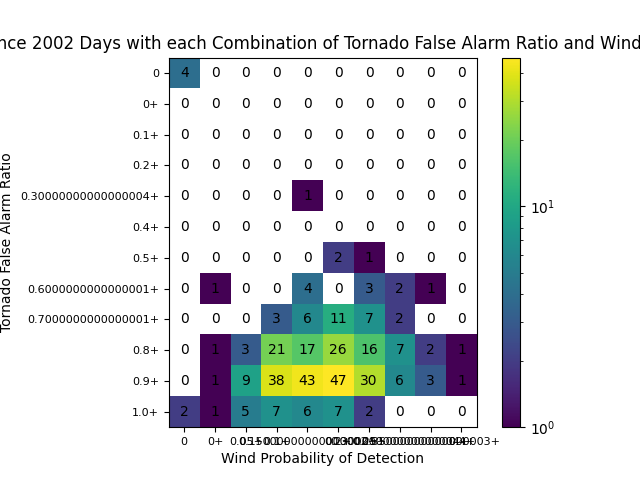 nce 2002 Days with each Combination of Tornado False Alarm Ratio and Wind
Tornado False Alarm Ratio
0 4 0 0 0 0 0 0 0 0 0
0+ 0 0 0 0 0 0 0 0 0 0
0.1+ 0 0 0 0 0 0 0 0 0 0
0.2+ 0 0 0 0 0 0 0 0 0 0
0.30000000000000004+ 0 0 0 0 1 0 0 0 0 0
0.4+ 0 0 0 0 0 0 0 0 0 0
0.5+ 0 0 0 0 0 2 1 0 0 0
0.6000000000000001+ 0 1 0 0 4 0 3 2 1 0
0.7000000000000001+ 0 0 0 3 6 11 7 2 0 0
0.8+ 0 1 3 21 17 26 16 7 2 1
0.9+ 0 1 9 38 43 47 30 6 3 1
1.0+ 2 1 5 7 6 7 2 0 0 0
0 0+
Wind Probability of Detection
10^1
10^0